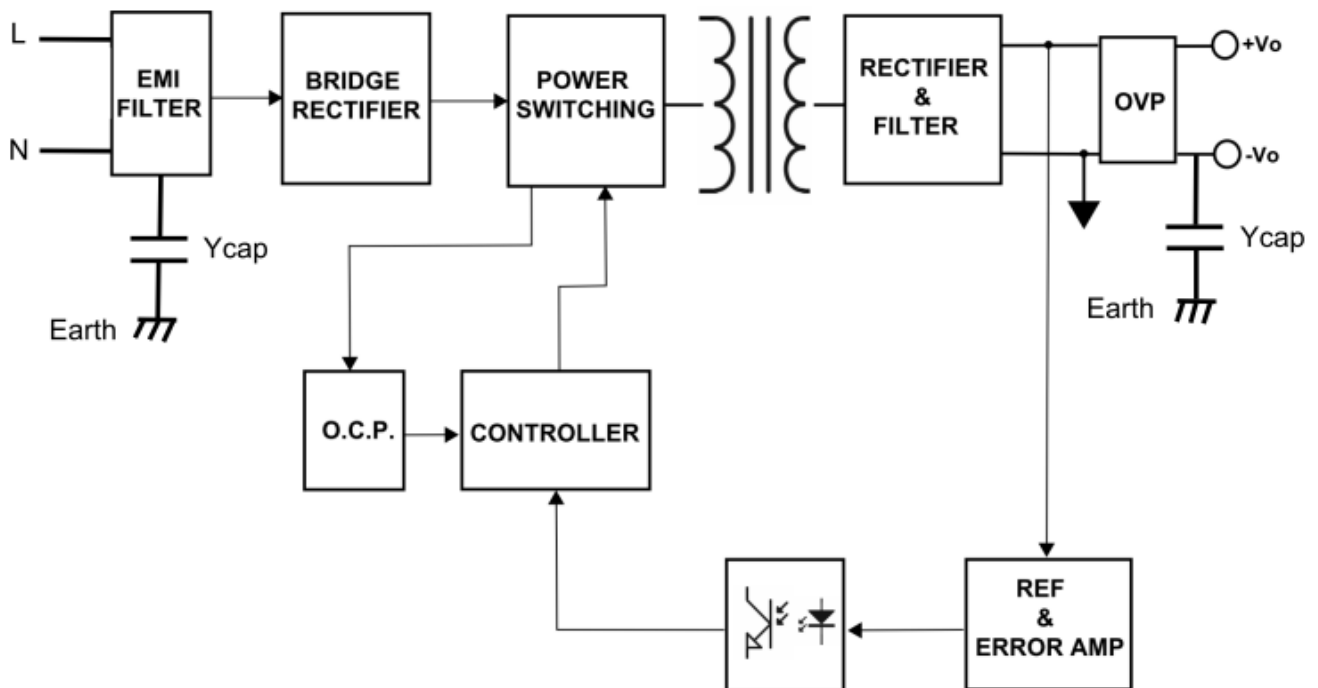 L
N
EMI
FILTER
BRIDGE
RECTIFIER
POWER
SWITCHING
RECTIFIER
&
FILTER
OVP
+Vo
-Vo
Ycap
Earth
Ycap
Earth
O.C.P.
CONTROLLER
REF
&
ERROR AMP